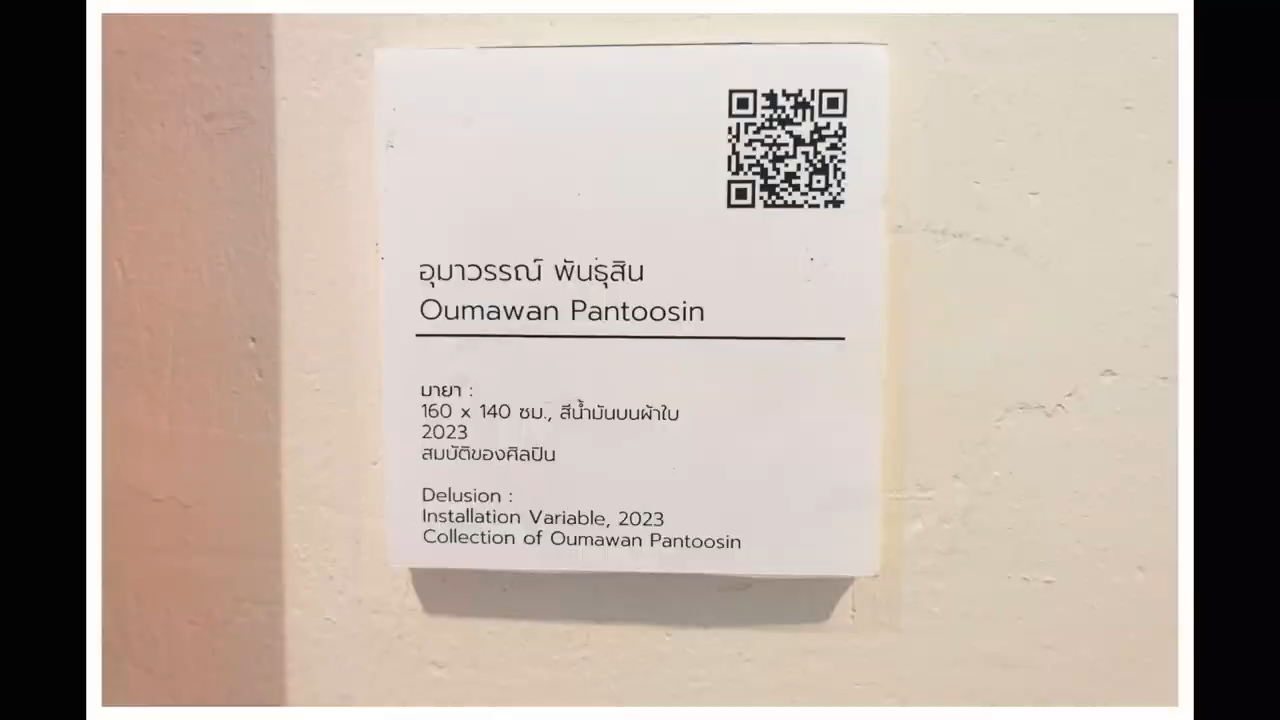 อุมาวรรณ์ พันธุสิน
Oumawan Pantoosin
มายา :
160 x 140 ซม., สีน้ำมันบนผ้าใบ
2023
สมบัติของศิลปิน
Delusion :
Installation Variable, 2023
Collection of Oumawan Pantoosin